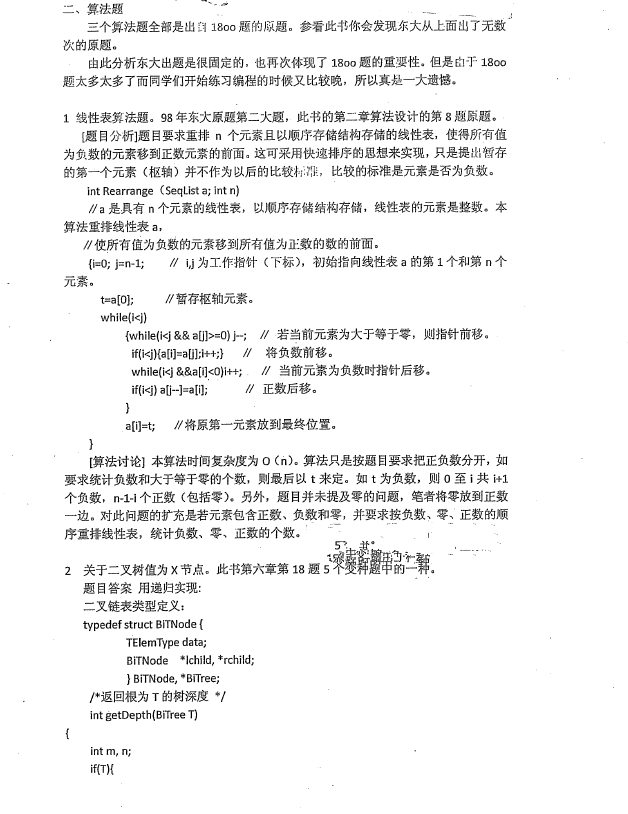 二、算法题
三个算法题全部是出自 18oo 题的原题。参看此书你会发现东大从上面出了无数
次的原题。
由此分析东大出题是很固定的，也再次体现了 18oo 题的重要性。但是由于 18oo
题太多太多了而同学们开始练习编程的时候又比较晚，所以真是一大遗憾。
1 线性表算法题。98 年东大原题第二大题，此书的第二章算法设计的第 8 题原题。
[题目分析]题目要求重排 n 个元素且以顺序存储结构存储的线性表，使得所有值
为负数的元素移到正数元素的前面。这可采用快速排序的思想来实现，只是提出暂存
的第一个元素（枢轴）并不作为以后的比较标准，比较的标准是元素是否为负数。
int Rearrange（SeqList a; int n)
//a 是具有 n 个元素的线性表，以顺序存储结构存储，线性表的元素是整数。本
算法重排线性表 a，
//使所有值为负数的元素移到所有值为正数的数的前面。
{i=0; j=n-1; // i,j 为工作指针（下标），初始指向线性表 a 的第 1 个和第 n 个
元素。
t=a[0]; //暂存枢轴元素。
while(i<j)
{while(i<j && a[j]>=0) j--; // 若当前元素为大于等于零，则指针前移。
if(i<j){a[i]=a[j];i++;} // 将负数前移。
while(i<j &&a[i]<0)i++; // 当前元素为负数时指针后移。
if(i<j) a[j--]=a[i]; // 正数后移。
}
a[i]=t; //将原第一元素放到最终位置。
}
[算法讨论] 本算法时间复杂度为 O（n）。算法只是按题目要求把正负数分开，如
要求统计负数和大于等于零的个数，则最后以 t 来定。如 t 为负数，则 0 至 i 共 i+1
个负数，n-1-i 个正数（包括零）。另外，题目并未提及零的问题，笔者将零放到正数
一边。对此问题的扩充是若元素包含正数、负数和零，并要求按负数、零、正数的顺
序重排线性表，统计负数、零、正数的个数。
2 关于二叉树值为 X 节点。此书第六章第 18 题 5 个变种题中的一种。
题目答案 用递归实现:
二叉链表类型定义：
typedef struct BiTNode {
TElemType data;
BiTNode *lchild, *rchild;
} BiTNode, *BiTree;
/*返回根为 T 的树深度 */
int getDepth(BiTree T)
{
int m, n;
if(T){